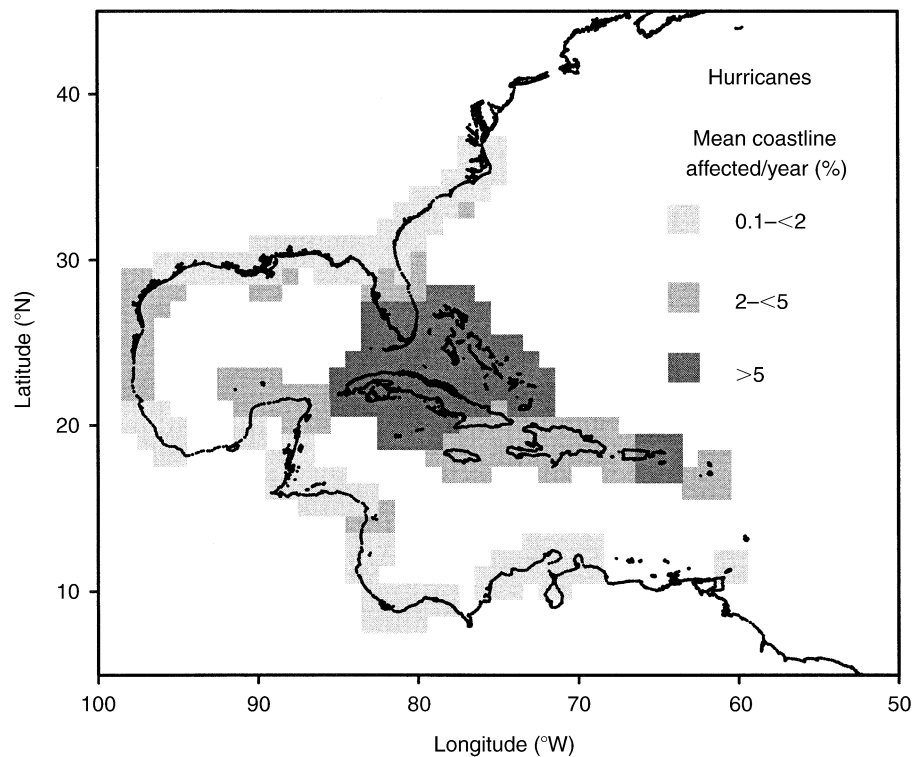 Hurricanes
Mean coastline
affected/year (%)
0.1–<2
2–<5
>5
40
30
20
10
Latitude (°N)
100 90 80 70 60 50
Longitude (°W)